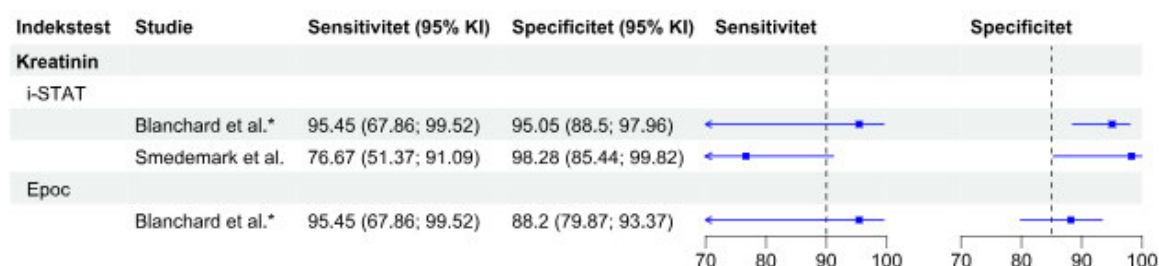 Indekstest Studie Sensitivitet (95% KI) Specificitet (95% KI) Sensitivitet Specificitet
Kreatinin
i-STAT
Blanchard et al.* 95.45 (67.86; 99.52) 95.05 (88.5; 97.96)
Smedemark et al. 76.67 (51.37; 91.09) 98.28 (85.44; 99.82)
Epoc
Blanchard et al.* 95.45 (67.86; 99.52) 88.2 (79.87; 93.37)
70 80 90 100 70 80 90 100